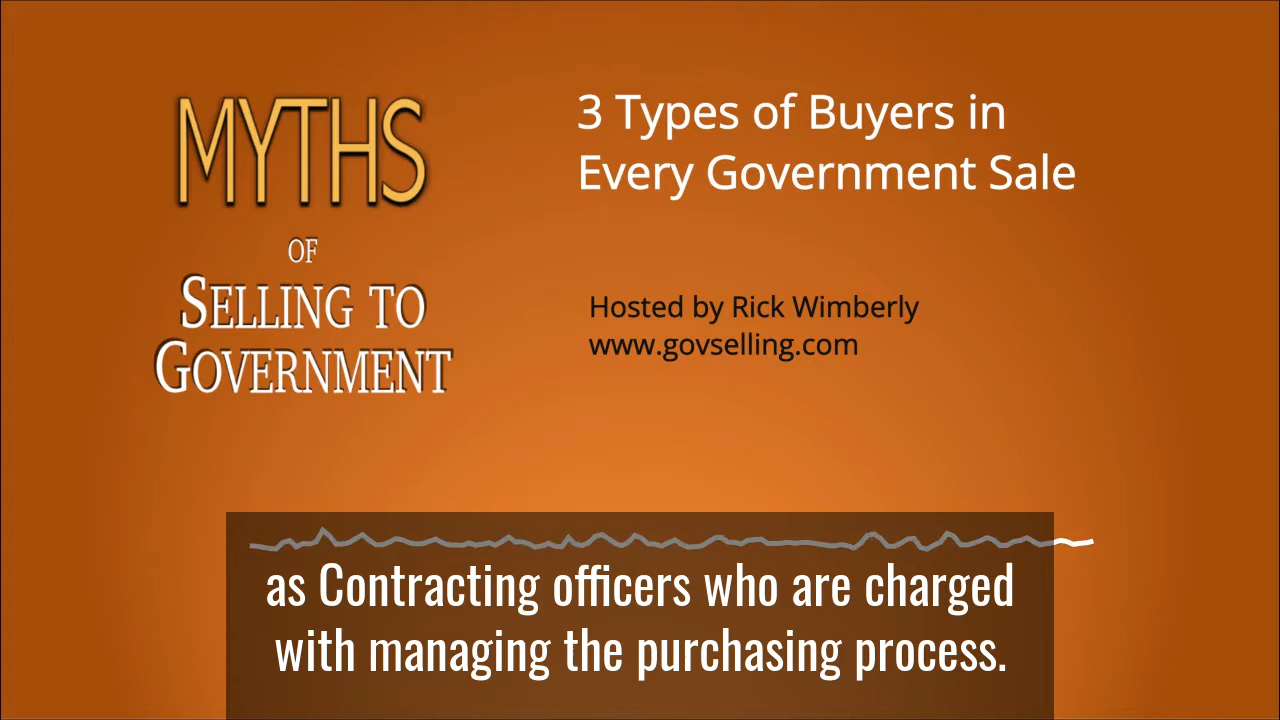 MYTHS
OF
SELLING TO
GOVERNMENT
3 Types of Buyers in
Every Government Sale
Hosted by Rick Wimberly
www.govselling.com
as Contracting officers who are charged
with managing the purchasing process.